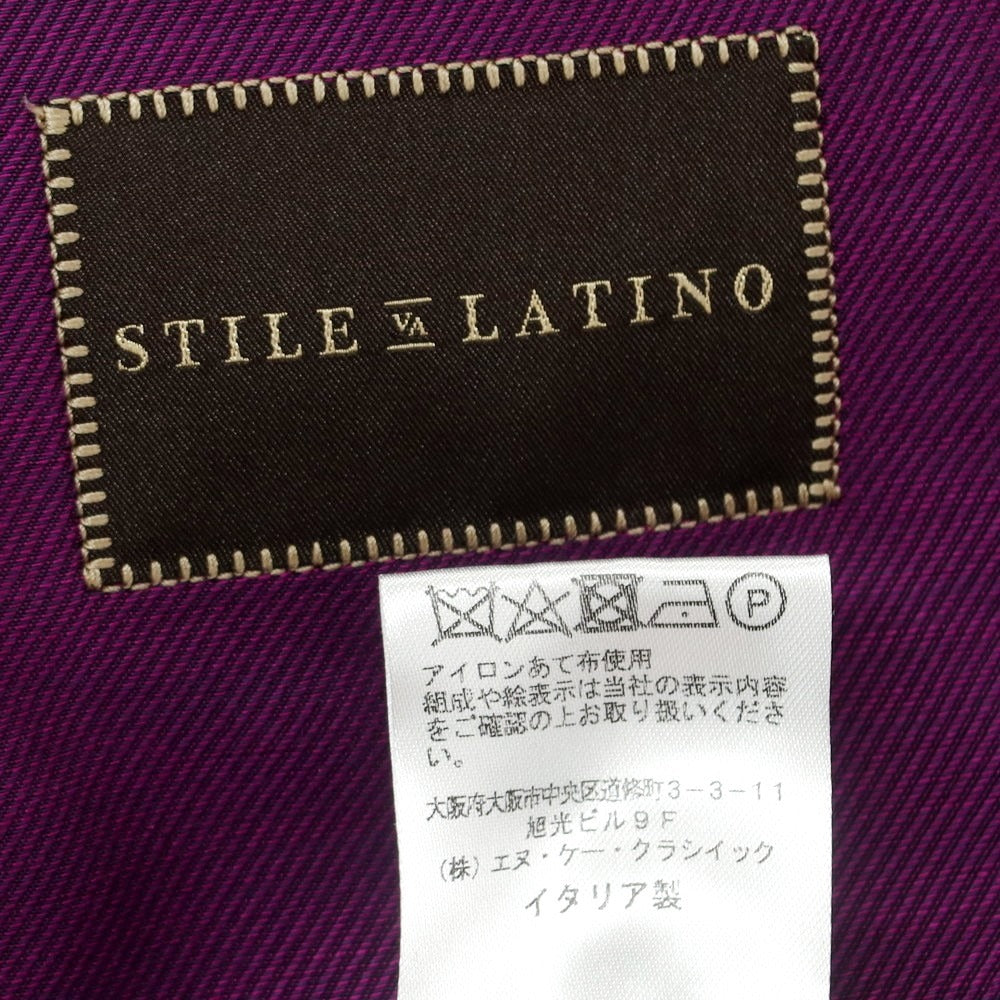 STILE VA LATINO
P
アイロンあて布使用
組成や絵表示は当社の表示内容
をご確認の上お取り扱いくださ
い。
大阪府大阪市中央区道修町3-3-11
旭光ビル9F
(株)エヌ・ケー・クラシイック
イタリア製